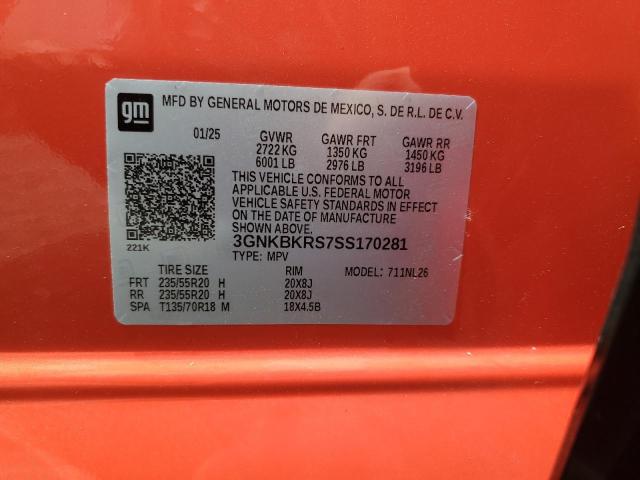 gm
MFD BY GENERAL MOTORS DE MEXICO, S. DE R.L. DE C.V.
01/25 GVWR GAWR FRT GAWR RR
2722 KG 1350 KG 1450 KG
6001 LB 2976 LB 3196 LB
THIS VEHICLE CONFORMS TO ALL
APPLICABLE U.S. FEDERAL MOTOR
VEHICLE SAFETY STANDARDS IN EFFECT
ON THE DATE OF MANUFACTURE
SHOWN ABOVE.
221K
3GNKBKRS7SS170281
TYPE: MPV MODEL: 711NL26
TIRE SIZE RIM
FRT 235/55R20 H 20X8J
RR 235/55R20 H 20X8J
SPA T135/70R18 M 18X4.5B